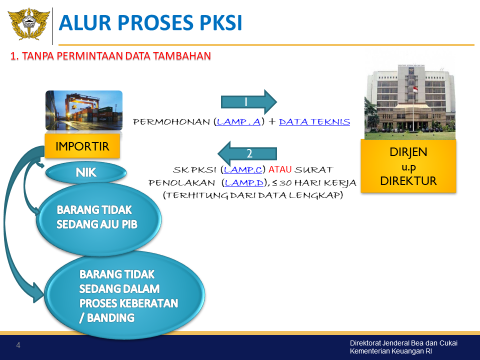 ALUR PROSES PKSI
1. TANPA PERMINTAAN DATA TAMBAHAN
1
PERMOHONAN (LAMP. A) + DATA TEKNIS
IMPORTIR
2
SK PKSI (LAMP.C) ATAU SURAT
PENOLAKAN (LAMP.D), ≤ 30 HARI KERJA
(TERHITUNG DARI DATA LENGKAP)
DIRJEN
u.p
DIREKTUR
NIK
BARANG TIDAK
SEDANG AJU PIB
BARANG TIDAK
SEDANG DALAM
PROSES KEBERATAN
/ BANDING
4
Direktorat Jenderal Bea dan Cukai
Kementerian Keuangan RI